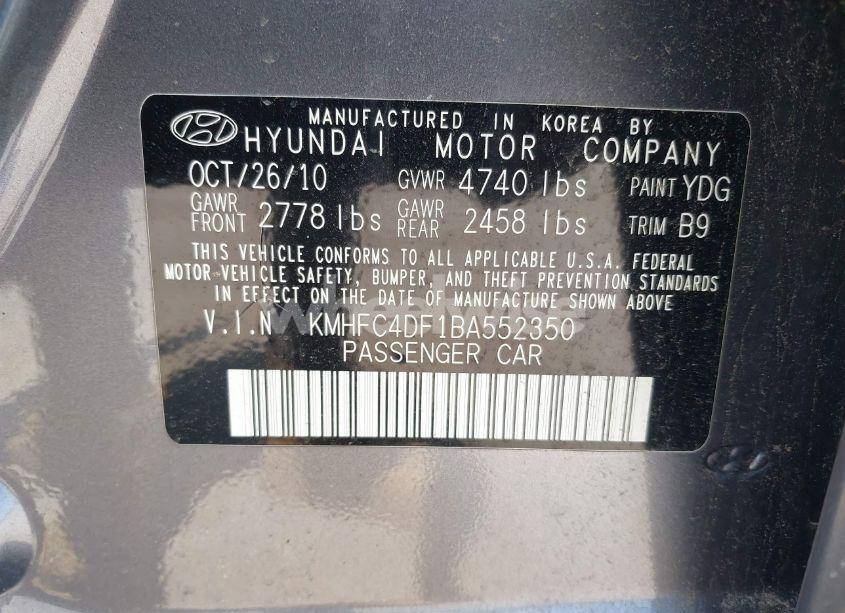 MANUFACTURED IN KOREA BY
HYUNDAI MOTOR COMPANY
OCT/26/10 GVWR 4740 lbs PAINT YDG
GAWR FRONT 2778 lbs GAWR REAR 2458 lbs TRIM B9
THIS VEHICLE CONFORMS TO ALL APPLICABLE U.S.A. FEDERAL
MOTOR VEHICLE SAFETY, BUMPER, AND THEFT PREVENTION STANDARDS
IN EFFECT ON THE DATE OF MANUFACTURE SHOWN ABOVE
V.I.N KMHFC4DF1BA552350
PASSENGER CAR